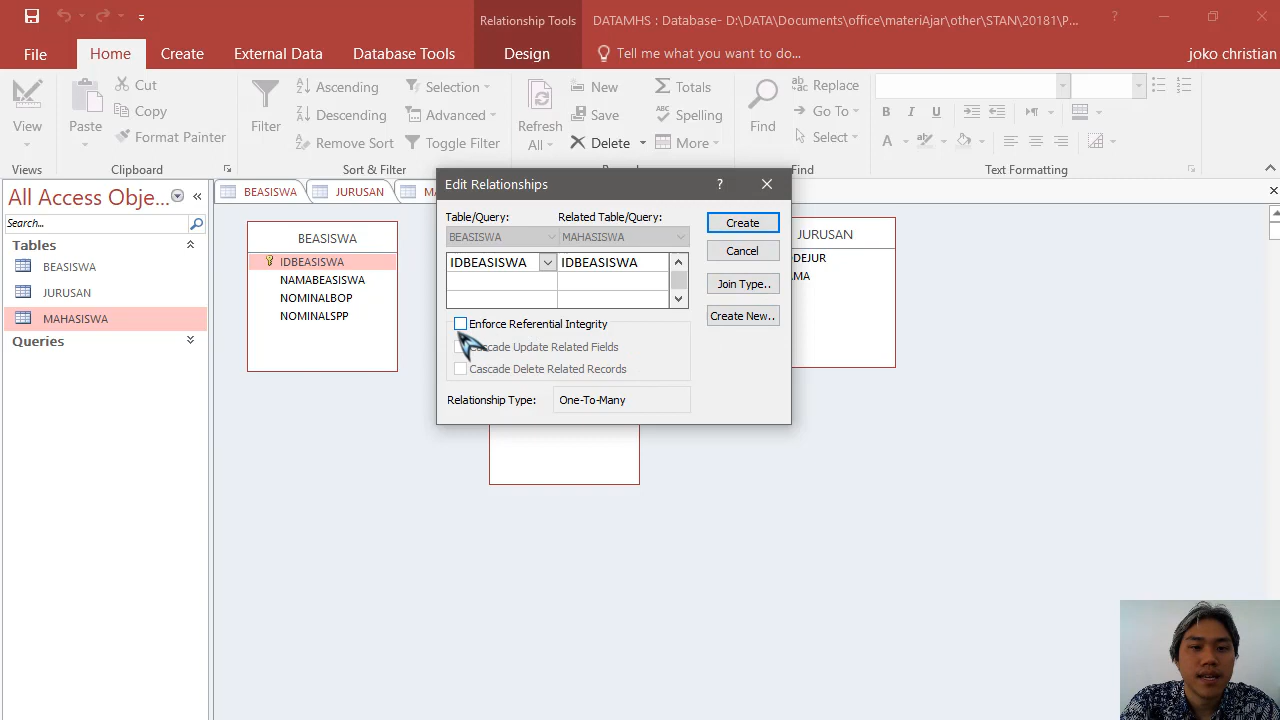 Relationship Tools
DATAMHS : Database- D:\DATA\Documents\office\materiAjar\other\STAN\20181\P...
File
Home
Create
External Data
Database Tools
Design
Tell me what you want to do...
joko christian
View
Views
Paste
Cut
Copy
Format Painter
Clipboard
Filter
Ascending
Descending
Remove Sort
Selection
Advanced
Toggle Filter
Sort & Filter
Refresh
All
New
Save
Delete
Totals
Spelling
More
Find
Replace
Go To
Select
Find
B I U
A
Text Formatting
All Access Obje...
Search...
Tables
BEASISWA
JURUSAN
MAHASISWA
Queries
BEASISWA
JURUSAN
BEASISWA
IDBEASISWA
NAMABEASISWA
NOMINALBOP
NOMINALSPP
Edit Relationships
?
Table/Query:
Related Table/Query:
BEASISWA
MAHASISWA
IDBEASISWA
IDBEASISWA
Enforce Referential Integrity
Cascade Update Related Fields
Cascade Delete Related Records
Relationship Type:
One-To-Many
Create
Cancel
Join Type..
Create New..
JURUSAN